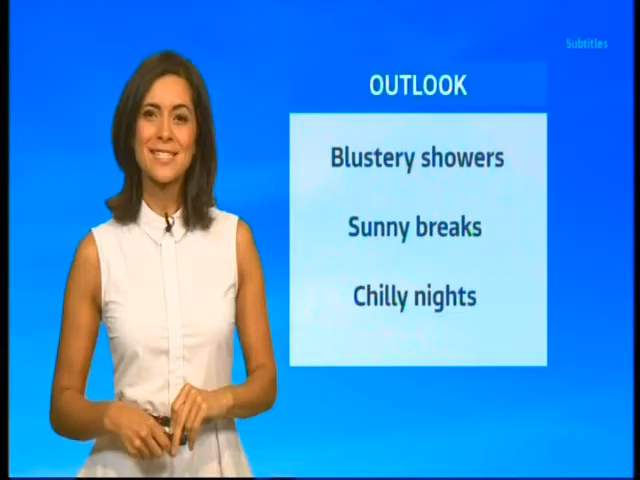 Subtitles
OUTLOOK
Blustery showers
Sunny breaks
Chilly nights